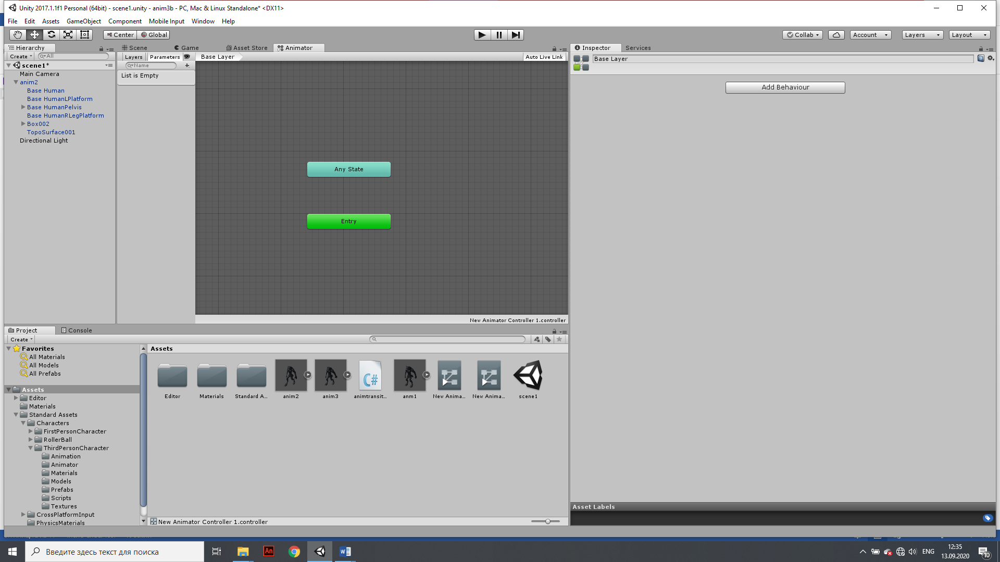 Unity 2017.1.1f1 Personal (64bit) - scene1.unity - anim3b - PC, Mac & Linux Standalone* <DX11>
File Edit Assets GameObject Component Mobile Input Window Help
Center Global Collab Account Layers Layout
Hierarchy
Create All
scene1*
Main Camera
anim2
Base Human
Base HumanLPlatform
Base HumanPelvis
Base HumanRLegPlatform
Box002
TopoSurface001
Directional Light
Scene Game Asset Store Animator
Layers Parameters Base Layer Auto Live Link
Name
List is Empty
Any State
Entry
New Animator Controller 1.controller
Inspector Services
Base Layer
Add Behaviour
Asset Labels
Project Console
Create
Favorites
All Materials
All Models
All Prefabs
Assets
Editor
Materials
Standard Assets
Characters
FirstPersonCharacter
RollerBall
ThirdPersonCharacter
Animation
Animator
Materials
Models
Prefabs
Scripts
Textures
CrossPlatformInput
PhysicsMaterials
Assets
C#
Editor Materials Standard A... anim2 anim3 animtransit... anm1 New Anima... New Anima... scene1
New Animator Controller 1.controller
Введите здесь текст для поиска
An
ENG
12:35
13.09.2020
10